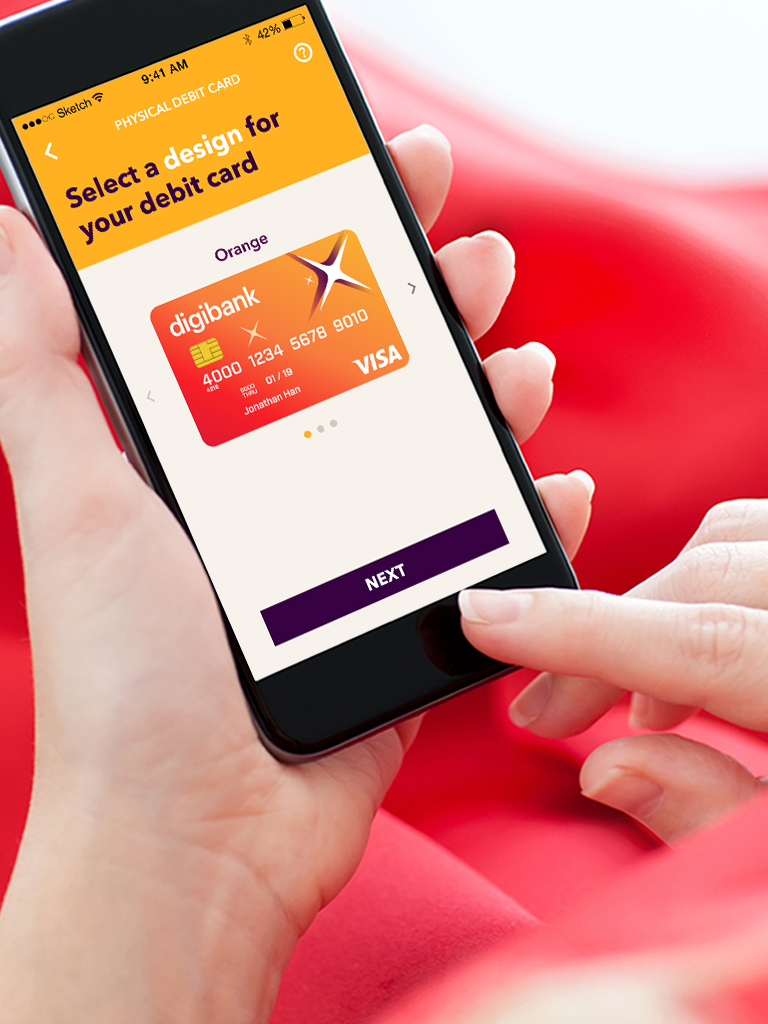 Sketch
9:41 AM
42%
PHYSICAL DEBIT CARD
?
Select a design for
your debit card
Orange
digibank
4000 1234 5678 9010
4018
GOOD
THRU
01 / 19
Jonathan Han
VISA
NEXT